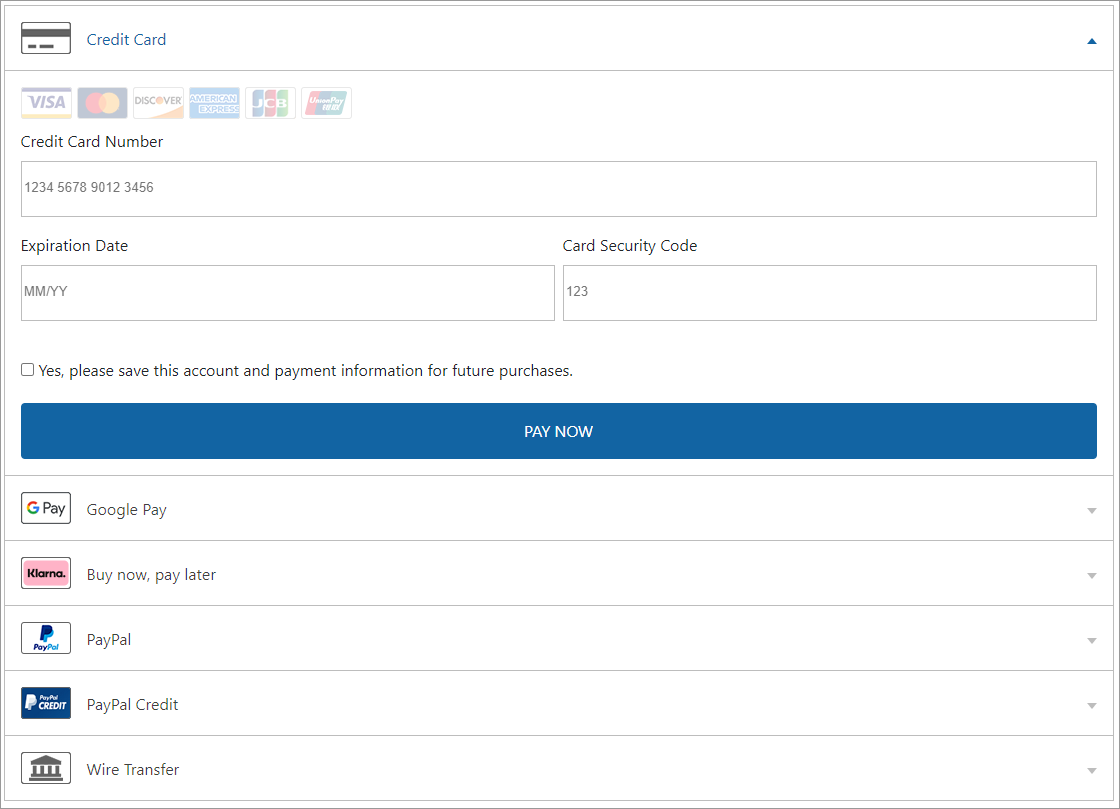 Credit Card
VISA DISCOVER AMERICAN EXPRESS JCB UnionPay 银联
Credit Card Number
1234 5678 9012 3456
Expiration Date Card Security Code
MM/YY 123
Yes, please save this account and payment information for future purchases.
PAY NOW
G Pay Google Pay
Klarna. Buy now, pay later
PayPal PayPal
PayPal CREDIT PayPal Credit
Wire Transfer